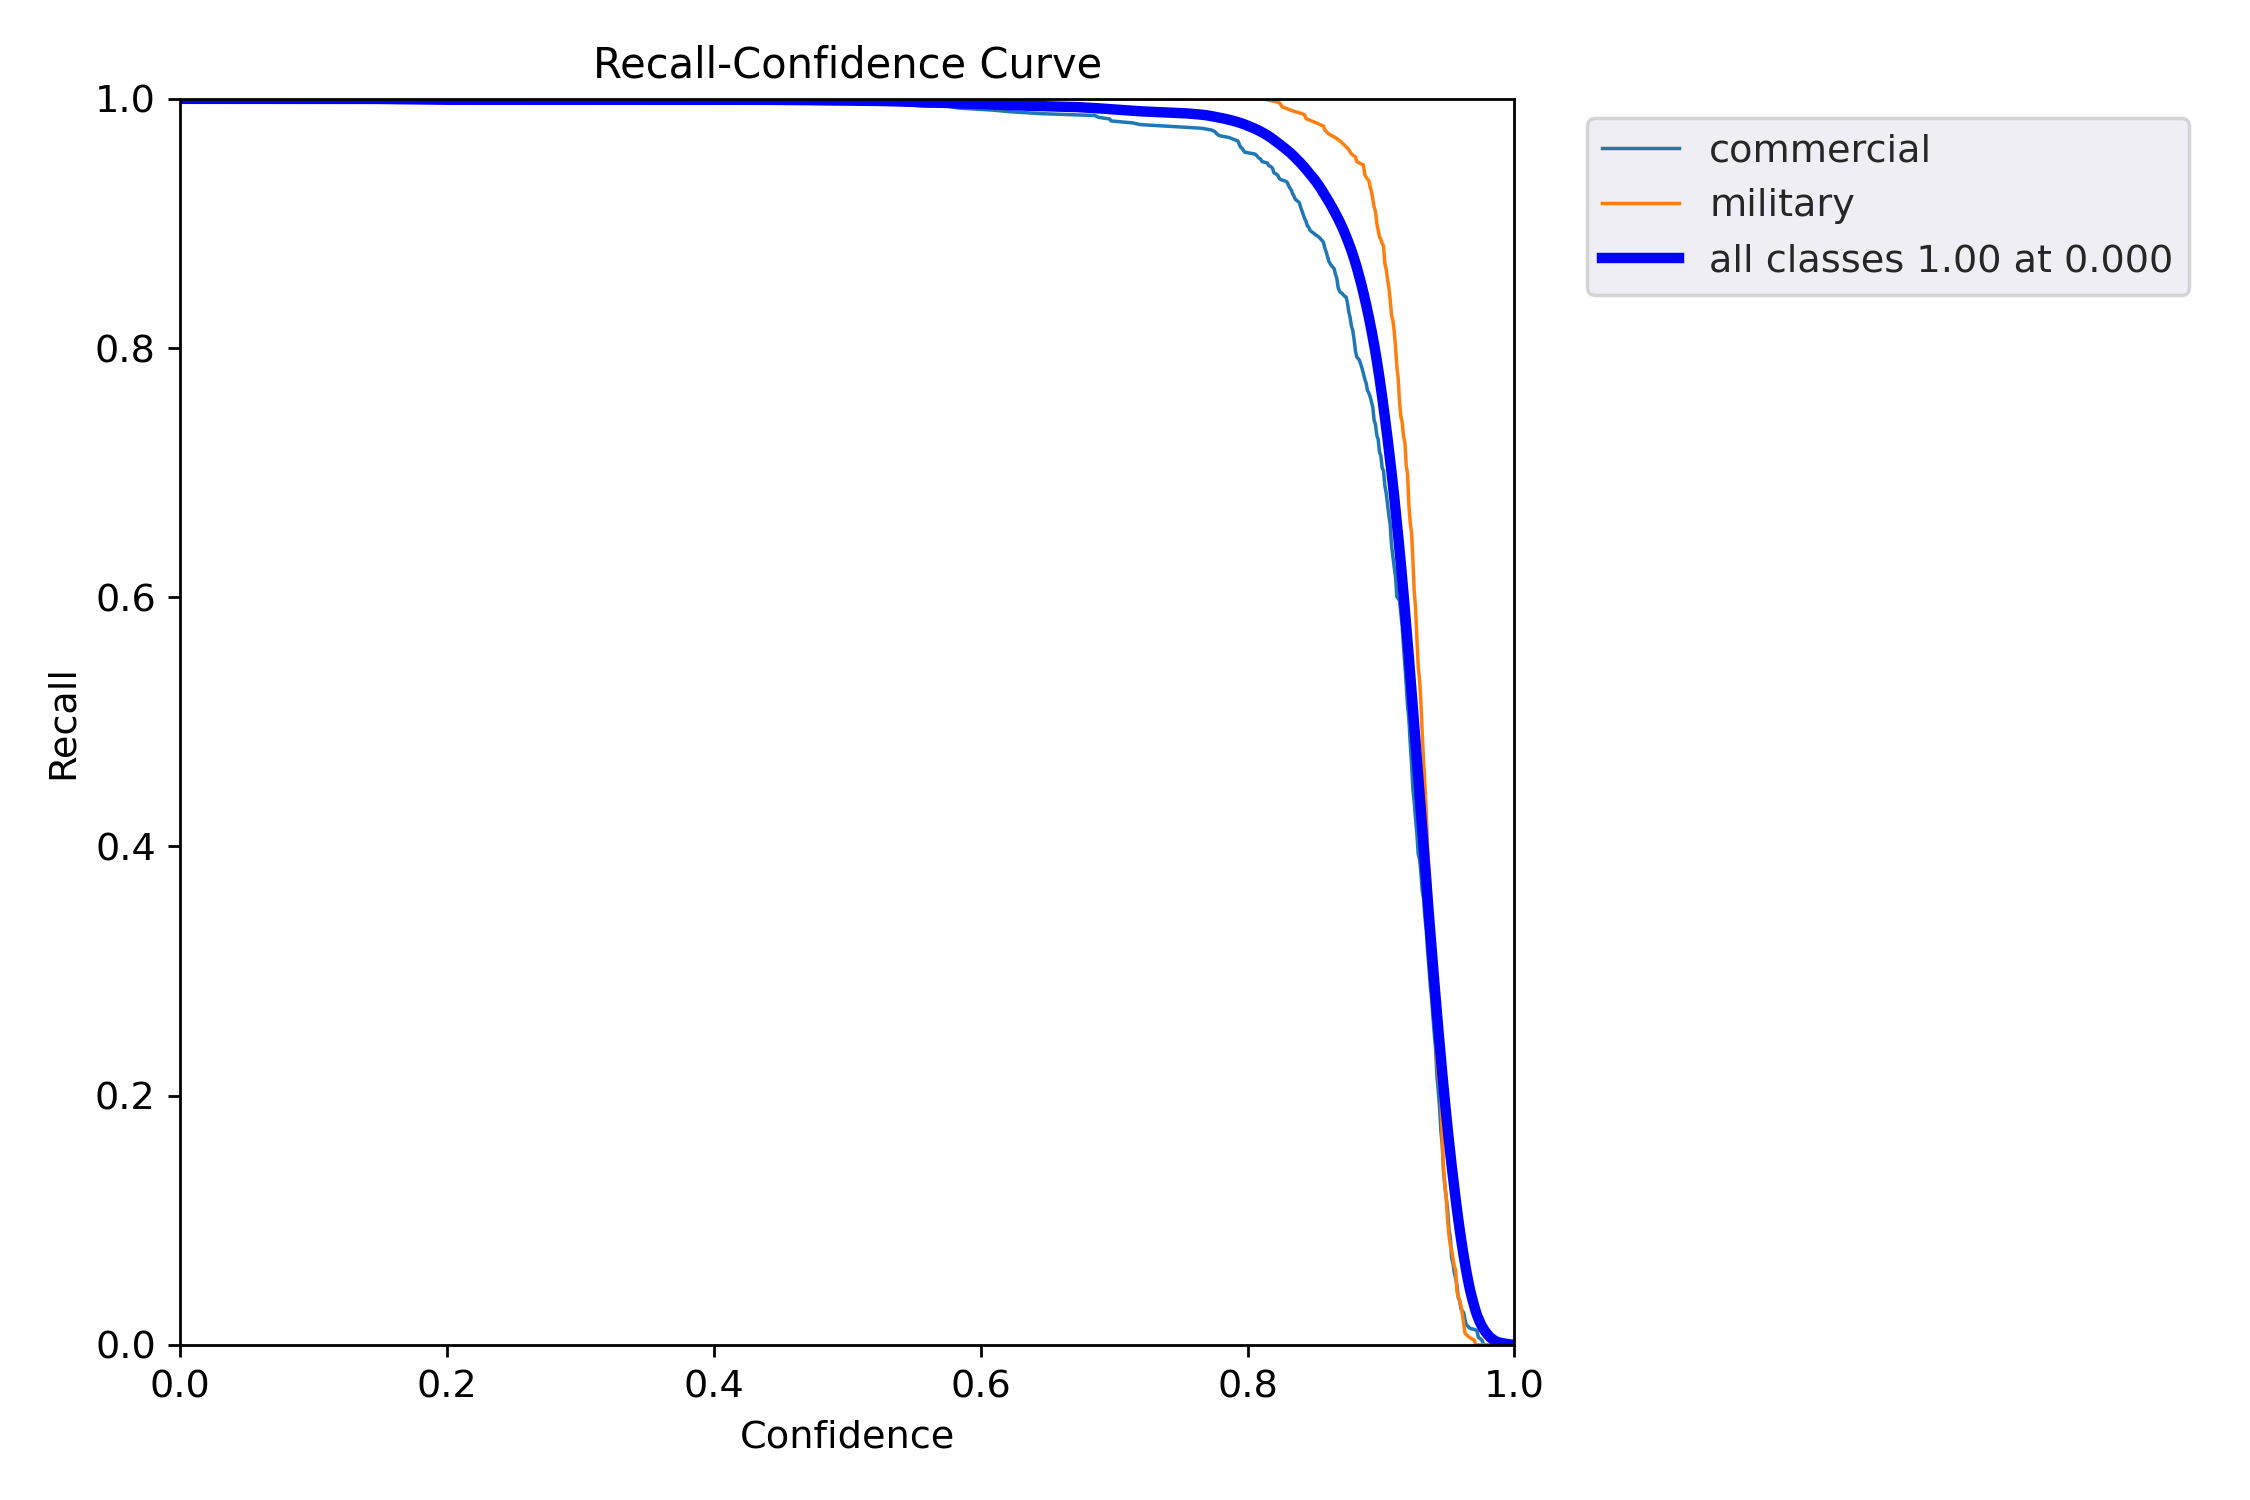 Recall-Confidence Curve
1.0
0.8
0.6
0.4
0.2
0.0
Recall
0.0 0.2 0.4 0.6 0.8 1.0
Confidence
commercial
military
all classes 1.00 at 0.000